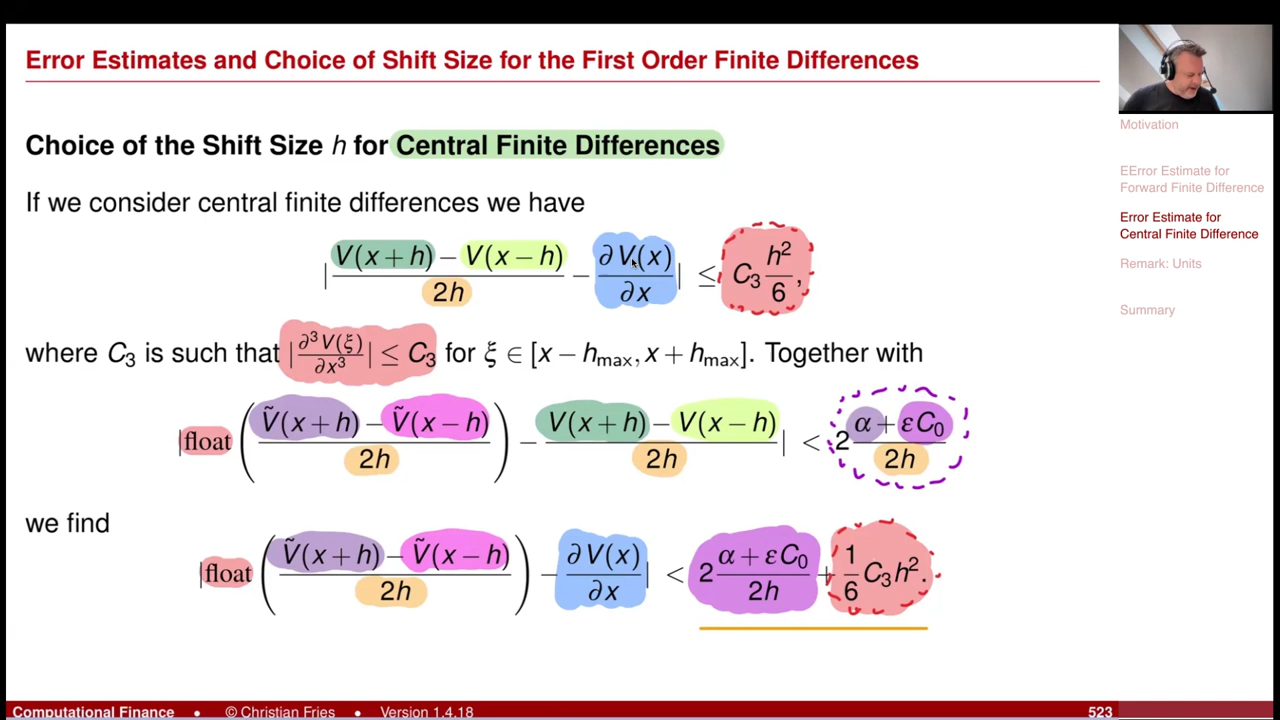 Error Estimates and Choice of Shift Size for the First Order Finite Differences
Choice of the Shift Size h for Central Finite Differences
If we consider central finite differences we have
|(V(x+h) − V(x−h))/(2h) − ∂V(x)/∂x| ≤ C₃ h²/6,
where C₃ is such that |∂³V(ξ)/∂x³| ≤ C₃ for ξ ∈ [x − h_max, x + h_max]. Together with
|float((Ṽ(x+h) − Ṽ(x−h))/(2h)) − (V(x+h) − V(x−h))/(2h)| < 2 (α + εC₀)/(2h)
we find
|float((Ṽ(x+h) − Ṽ(x−h))/(2h)) − ∂V(x)/∂x| < 2 (α + εC₀)/(2h) + 1/6 C₃h².
Motivation
EError Estimate for
Forward Finite Difference
Error Estimate for
Central Finite Difference
Remark: Units
Summary
Computational Finance • © Christian Fries • Version 1.4.18 523